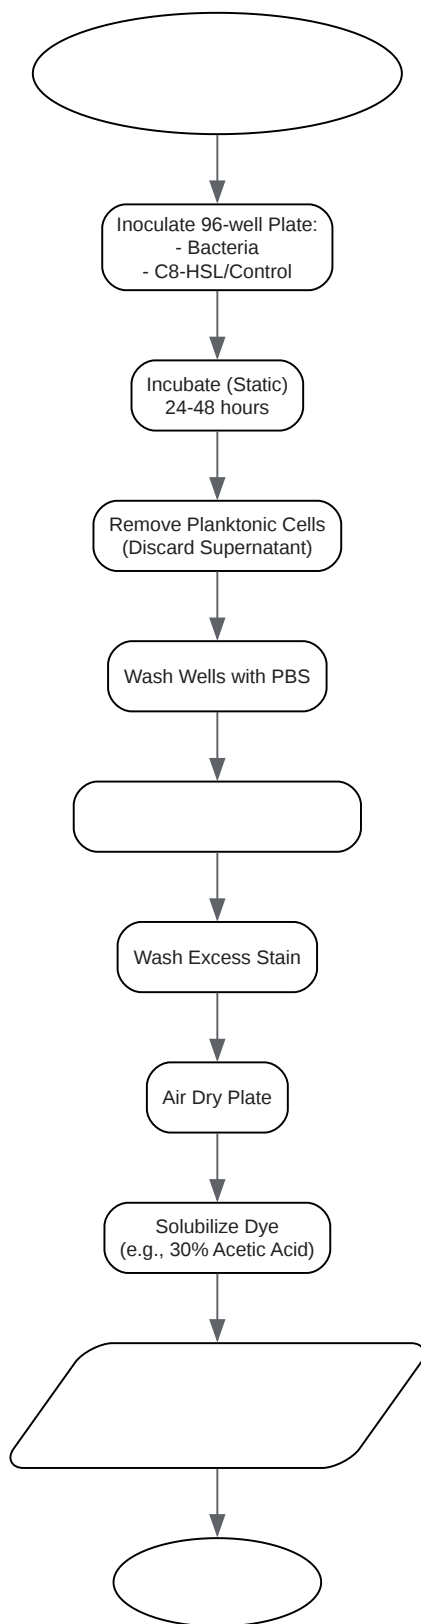 Inoculate 96-well Plate:
- Bacteria
- C8-HSL/Control
Incubate (Static)
24-48 hours
Remove Planktonic Cells
(Discard Supernatant)
Wash Wells with PBS
Wash Excess Stain
Air Dry Plate
Solubilize Dye
(e.g., 30% Acetic Acid)